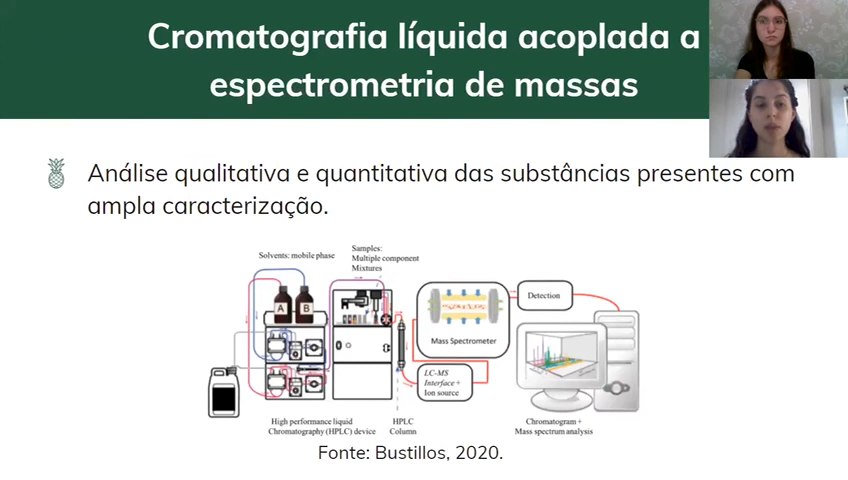 Cromatografia líquida acoplada a
espectrometria de massas
Análise qualitativa e quantitativa das substâncias presentes com
ampla caracterização.
Solvents: mobile phase
Samples:
Multiple component
Mixtures
A B
Mass Spectrometer
Detection
LC-MS
Interface +
Ion source
High performance liquid
Chromatography (HPLC) device
HPLC
Column
Chromatogram +
Mass spectrum analysis
Fonte: Bustillos, 2020.